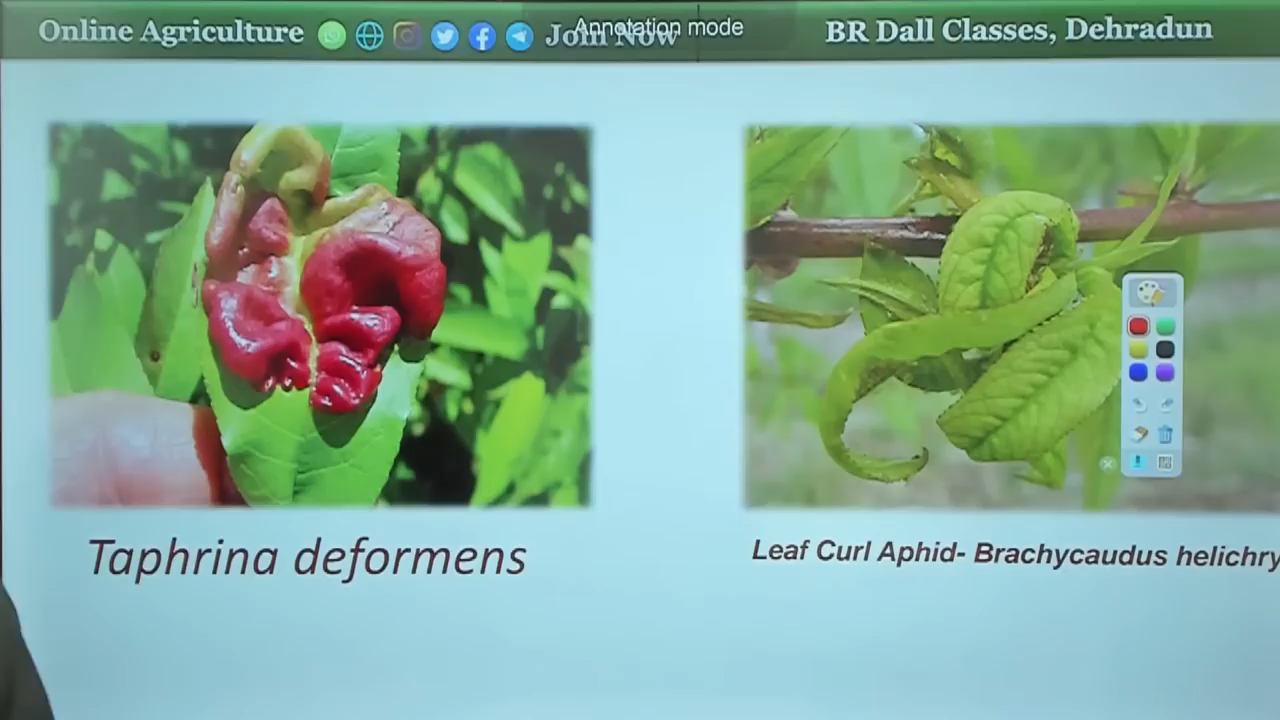 Online Agriculture
Join Now
Annotation mode
BR Dall Classes, Dehradun
Taphrina deformens
Leaf Curl Aphid- Brachycaudus helichry